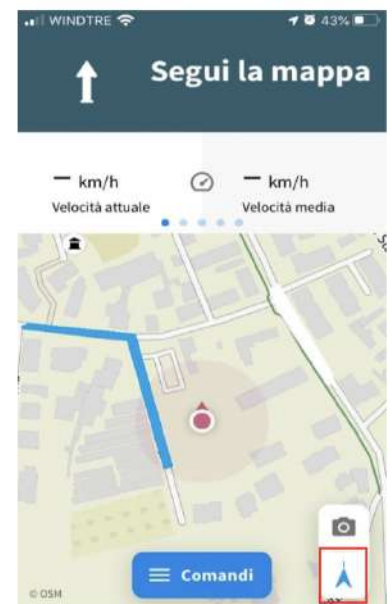 WINDTRE
43%
Segui la mappa
— km/h
Velocità attuale
— km/h
Velocità media
© OSM
Comandi